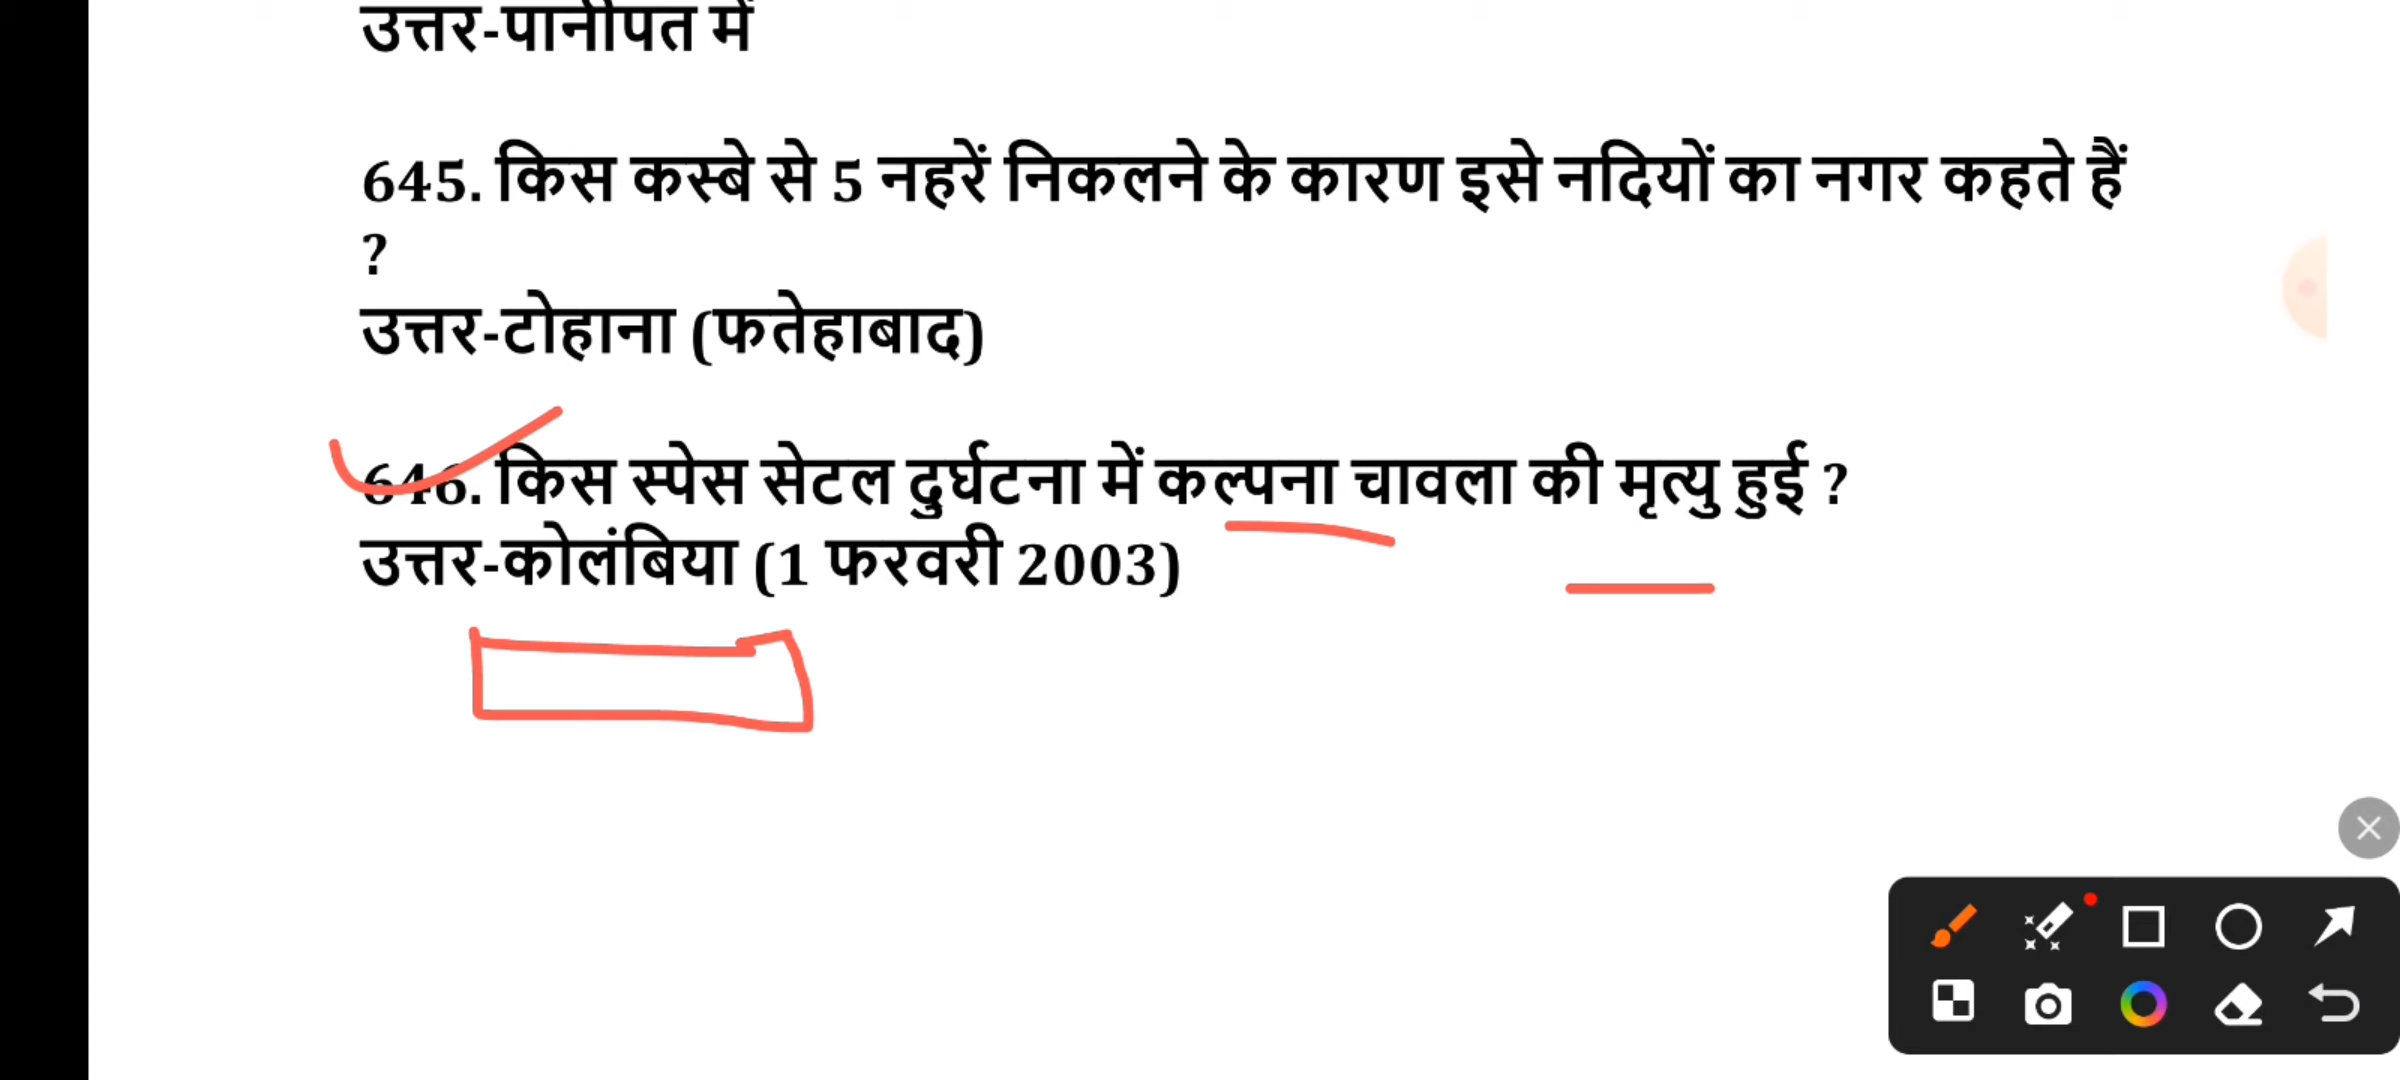 उत्तर-पानीपत में
645. किस कस्बे से 5 नहरें निकलने के कारण इसे नदियों का नगर कहते हैं
?
उत्तर-टोहाना (फतेहाबाद)
646. किस स्पेस सेटल दुर्घटना में कल्पना चावला की मृत्यु हुई ?
उत्तर-कोलंबिया (1 फरवरी 2003)